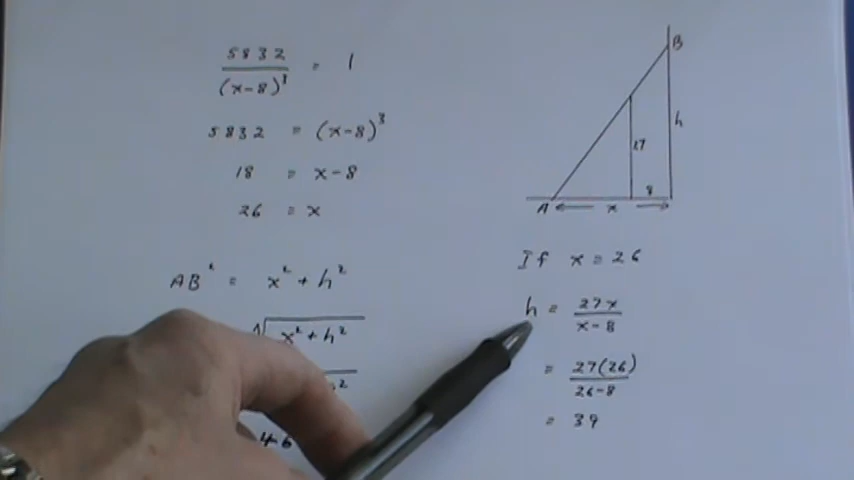 5832 / (x-8)³ = 1
5832 = (x-8)³
18 = x-8
26 = x
AB² = x² + h²
√x² + h²
46
B
h
27
8
A ← x →
If x = 26
h = 27x / x-8
= 27(26) / 26-8
= 39